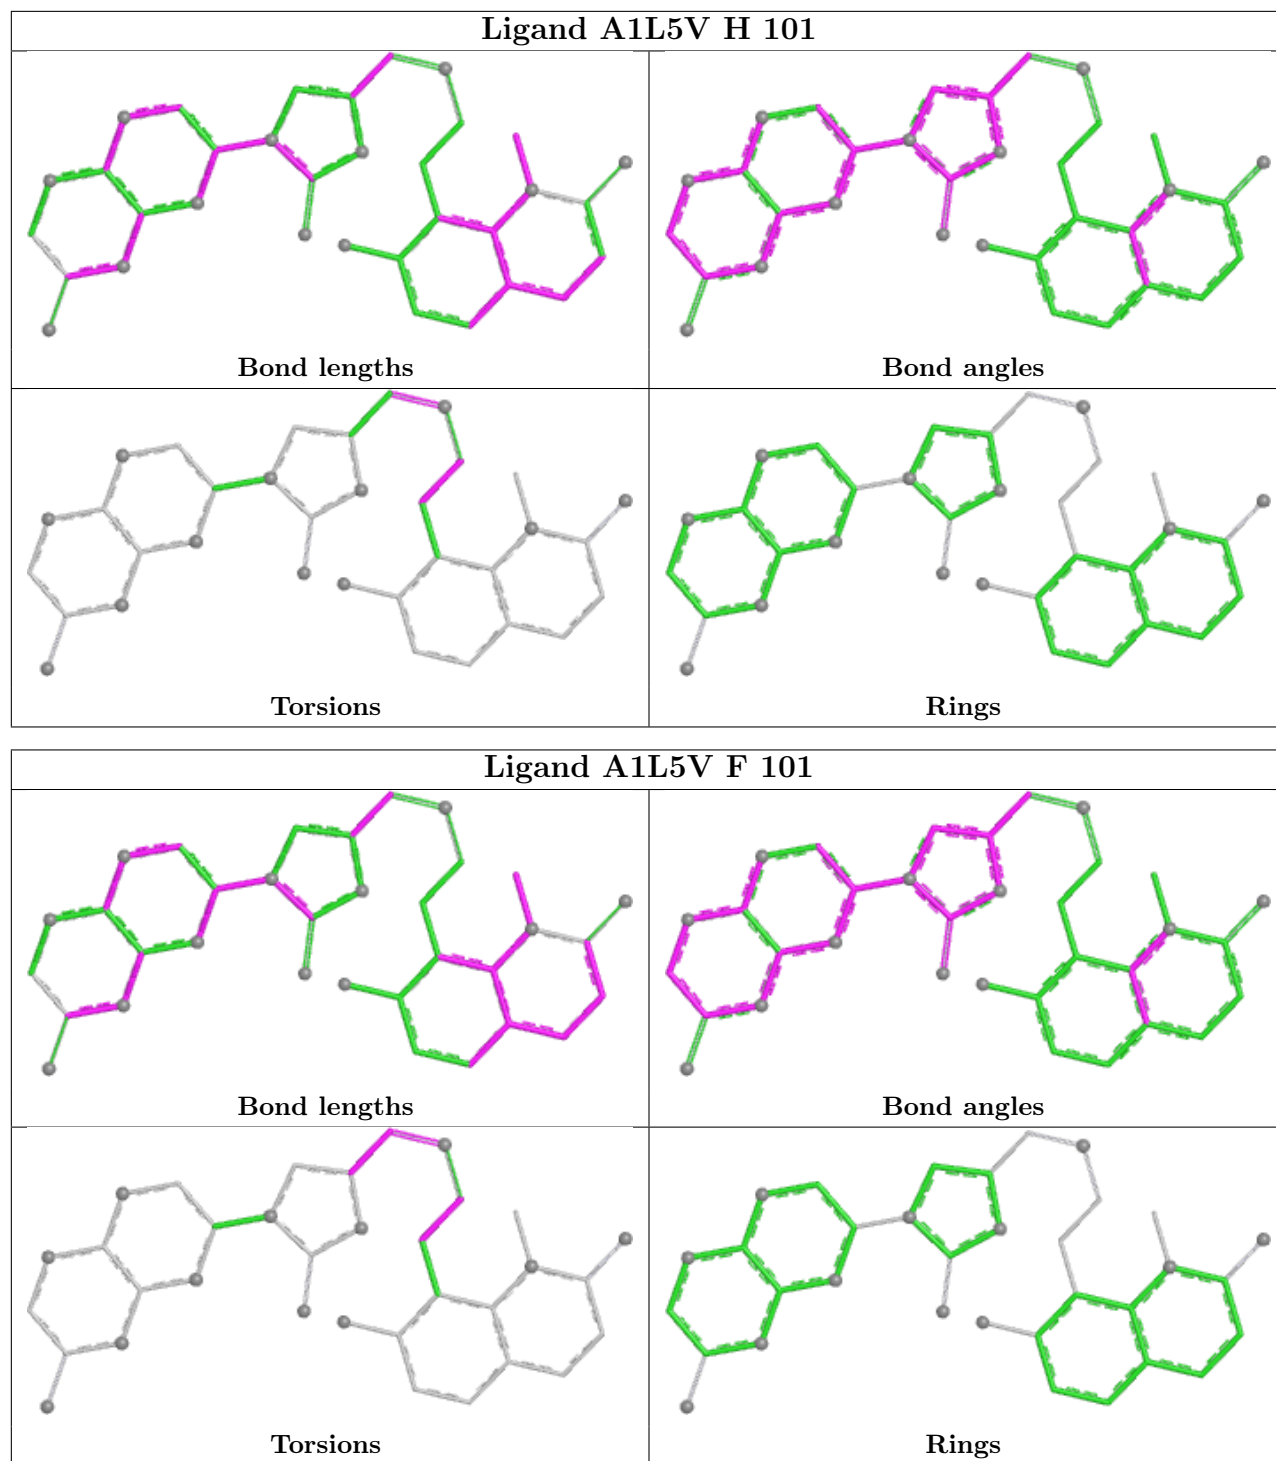 Ligand A1L5V H 101
Bond lengths
Bond angles
Torsions
Rings
Ligand A1L5V F 101
Bond lengths
Bond angles
Torsions
Rings